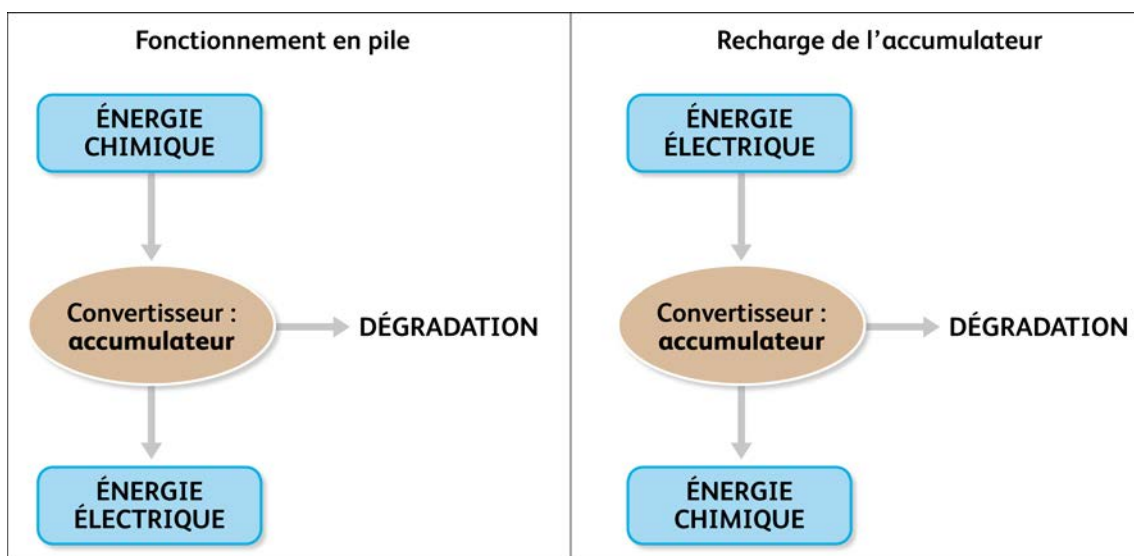 Fonctionnement en pile
ÉNERGIE
CHIMIQUE
Convertisseur :
accumulateur
DÉGRADATION
ÉNERGIE
ÉLECTRIQUE
Recharge de l'accumulateur
ÉNERGIE
ÉLECTRIQUE
Convertisseur :
accumulateur
DÉGRADATION
ÉNERGIE
CHIMIQUE